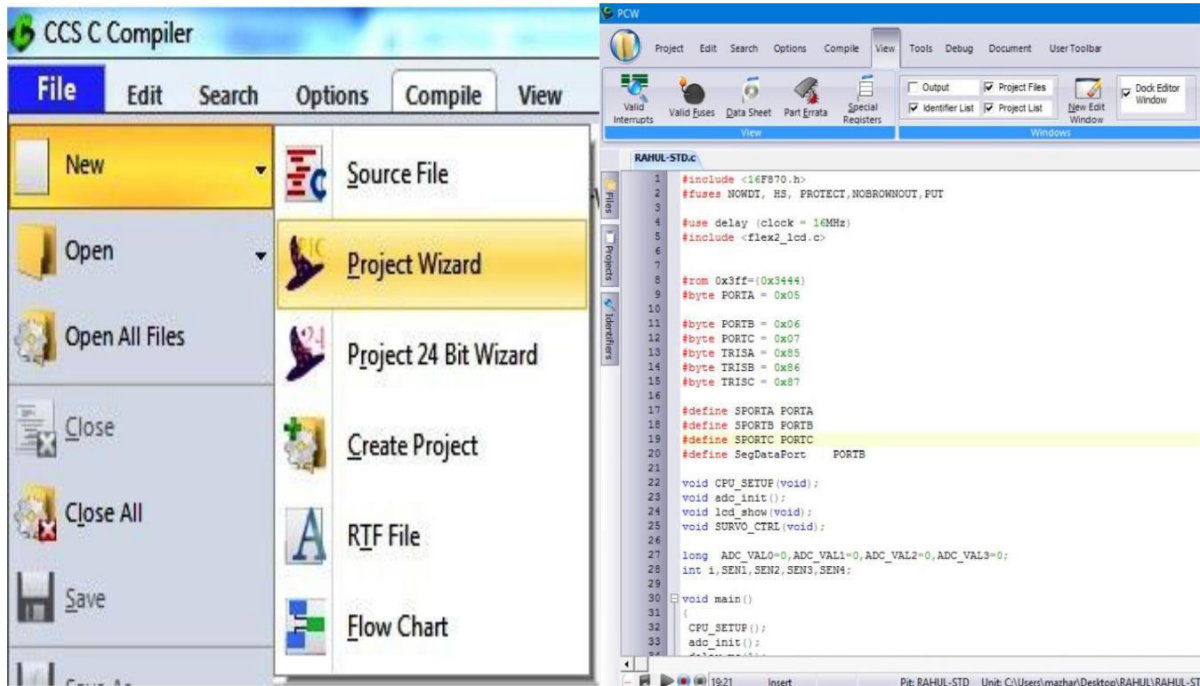 CCS C Compiler
File Edit Search Options Compile View
New
Open
Open All Files
Close
Close All
Save
Source File
Project Wizard
Project 24 Bit Wizard
Create Project
RTF File
Flow Chart
PCW
Project Edit Search Options Compile View Tools Debug Document User Toolbar
Valid Interrupts
Valid Fuses
Data Sheet
Part Errata
Special Registers
View
Output
Project Files
Identifier List
Project List
New Edit Window
Dock Editor Window
Windows
RAHUL-STD.c
Files
Projects
Identifiers
1 #include <16F870.h>
2 #fuses NOWDT, HS, PROTECT,NOBROWNOUT,PUT
3
4 #use delay (clock = 16MHz)
5 #include <flex2_lcd.c>
6
7
8 #rom 0x3ff={0x3444}
9 #byte PORTA = 0x05
10
11 #byte PORTB = 0x06
12 #byte PORTC = 0x07
13 #byte TRISA = 0x85
14 #byte TRISB = 0x86
15 #byte TRISC = 0x87
16
17 #define SPORTA PORTA
18 #define SPORTB PORTB
19 #define SPORTC PORTC
20 #define SegDataPort PORTB
21
22 void CPU_SETUP(void);
23 void adc_init();
24 void lcd_show(void);
25 void SURVO_CTRL(void);
26
27 long ADC_VAL0=0,ADC_VAL1=0,ADC_VAL2=0,ADC_VAL3=0;
28 int i,SEN1,SEN2,SEN3,SEN4;
29
30 void main()
31 {
32 CPU_SETUP();
33 adc_init();
19:21 Insert Pjt: RAHUL-STD Unit: C:\Users\mazhar\Desktop\RAHUL\RAHUL-ST